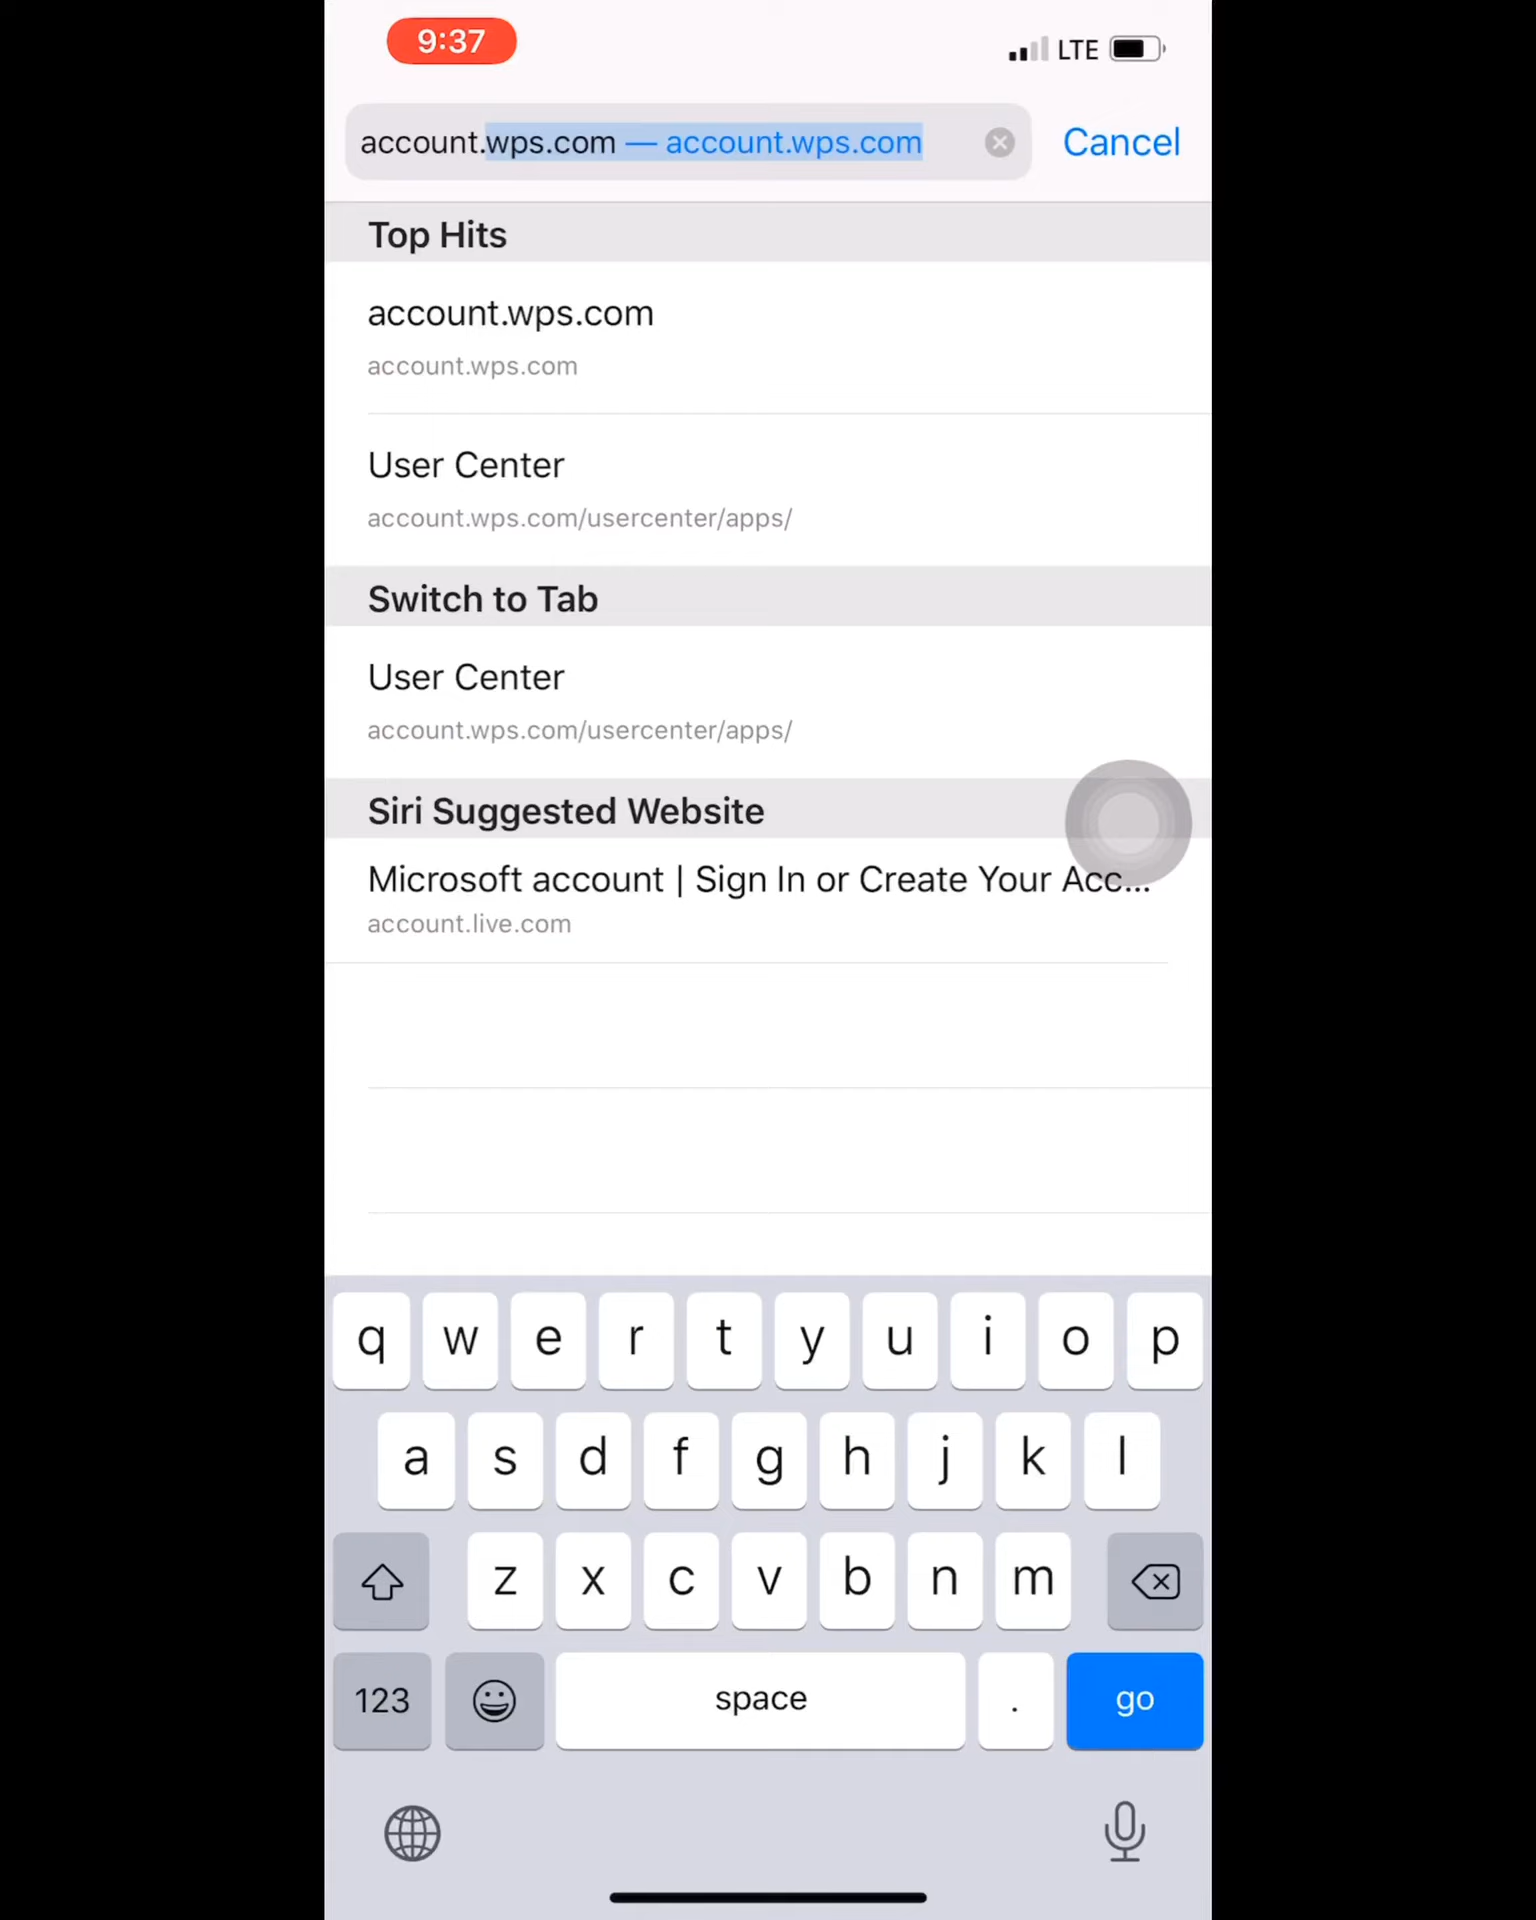 9:37
LTE
account.wps.com — account.wps.com
Cancel
Top Hits
account.wps.com
account.wps.com
User Center
account.wps.com/usercenter/apps/
Switch to Tab
User Center
account.wps.com/usercenter/apps/
Siri Suggested Website
Microsoft account | Sign In or Create Your Acc...
account.live.com
q w e r t y u i o p
a s d f g h j k l
z x c v b n m
123 space . go